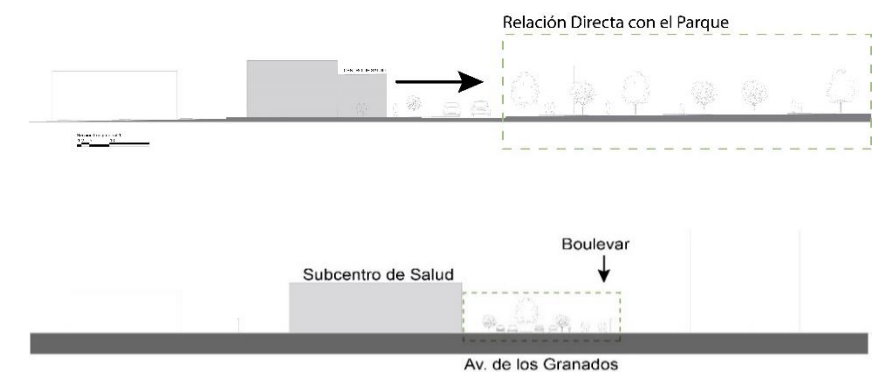 Relación Directa con el Parque
Boulevar
Subcentro de Salud
Av. de los Granados